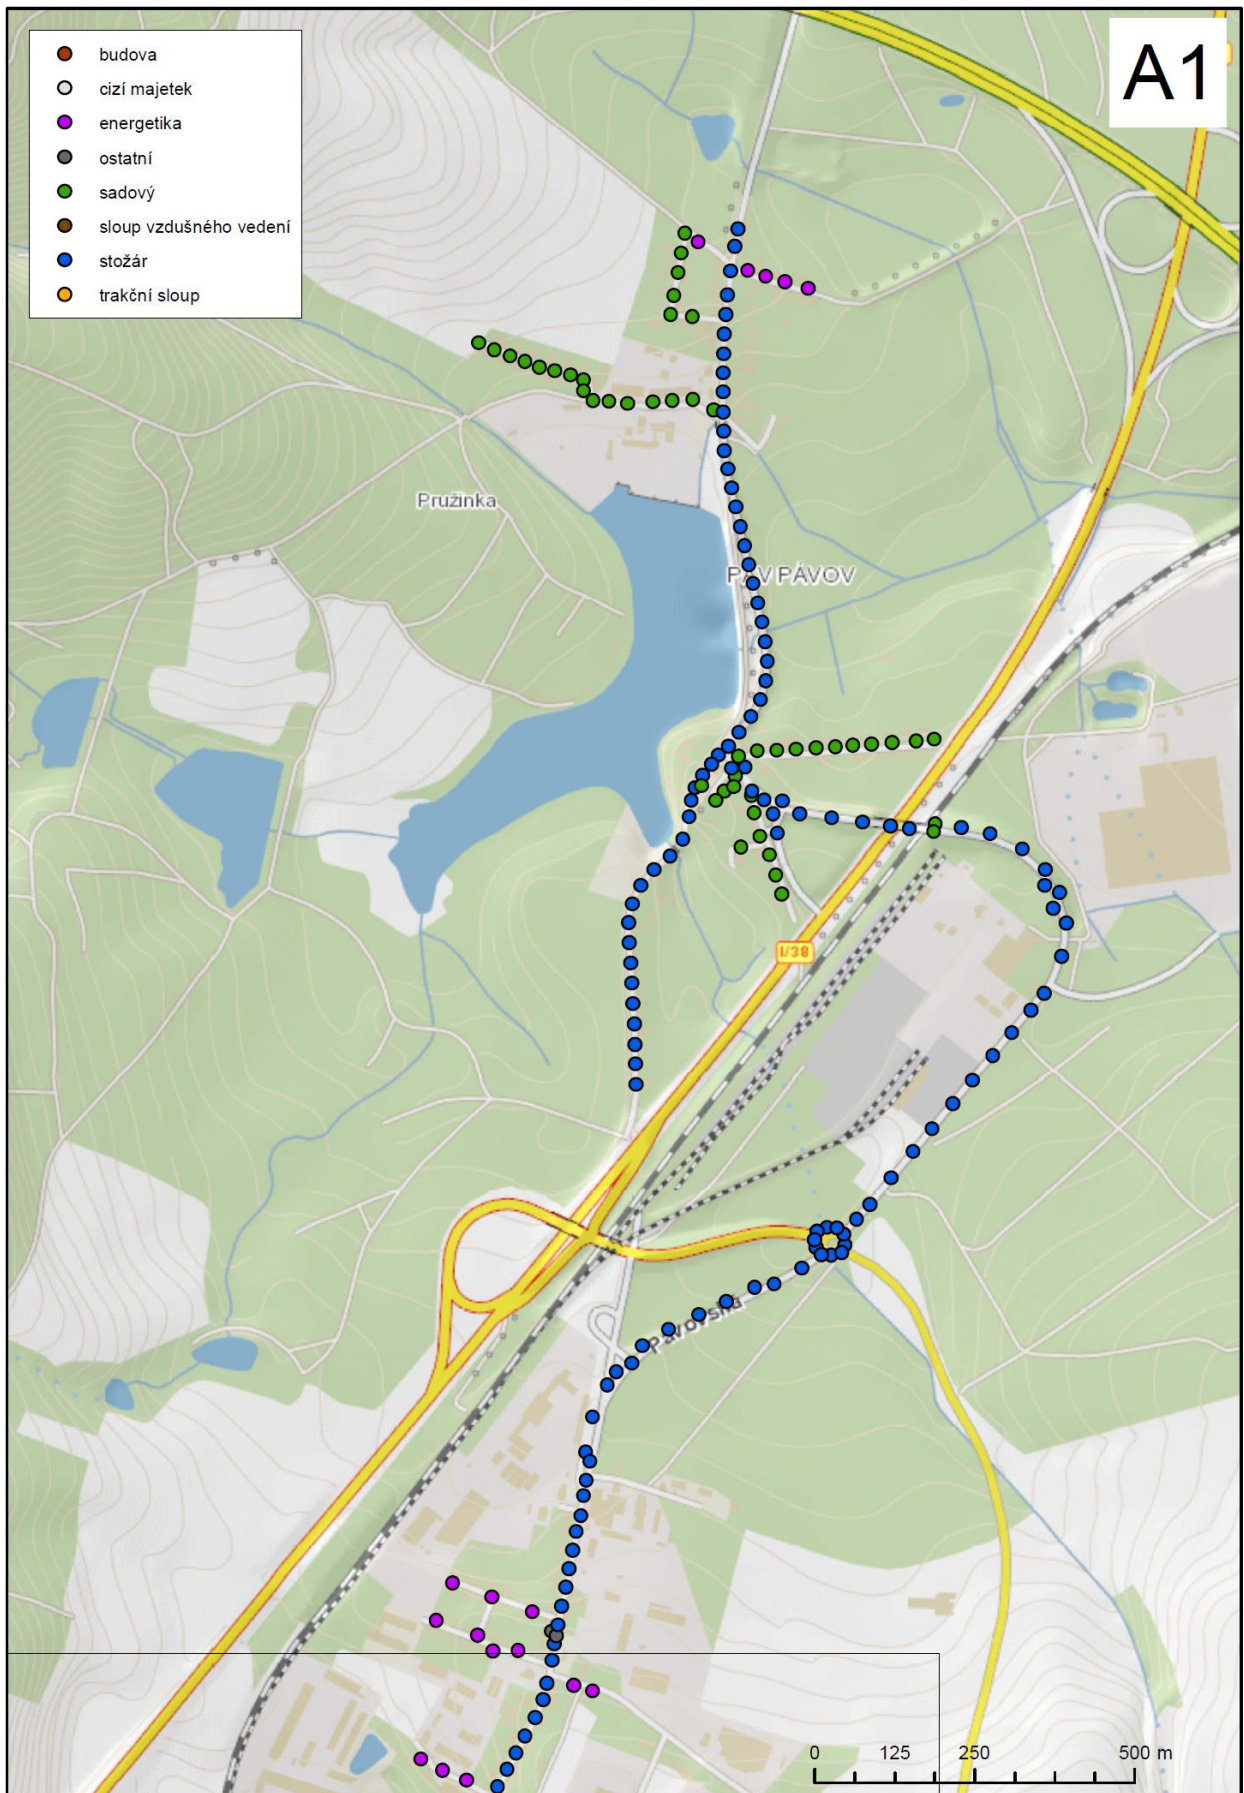 A1
budova
cizí majetek
energetika
ostatní
sadový
sloup vzdušného vedení
stožár
trakční sloup
Pružinka
PÁV PÁVOV
I/38
Pávovská
0 125 250 500 m